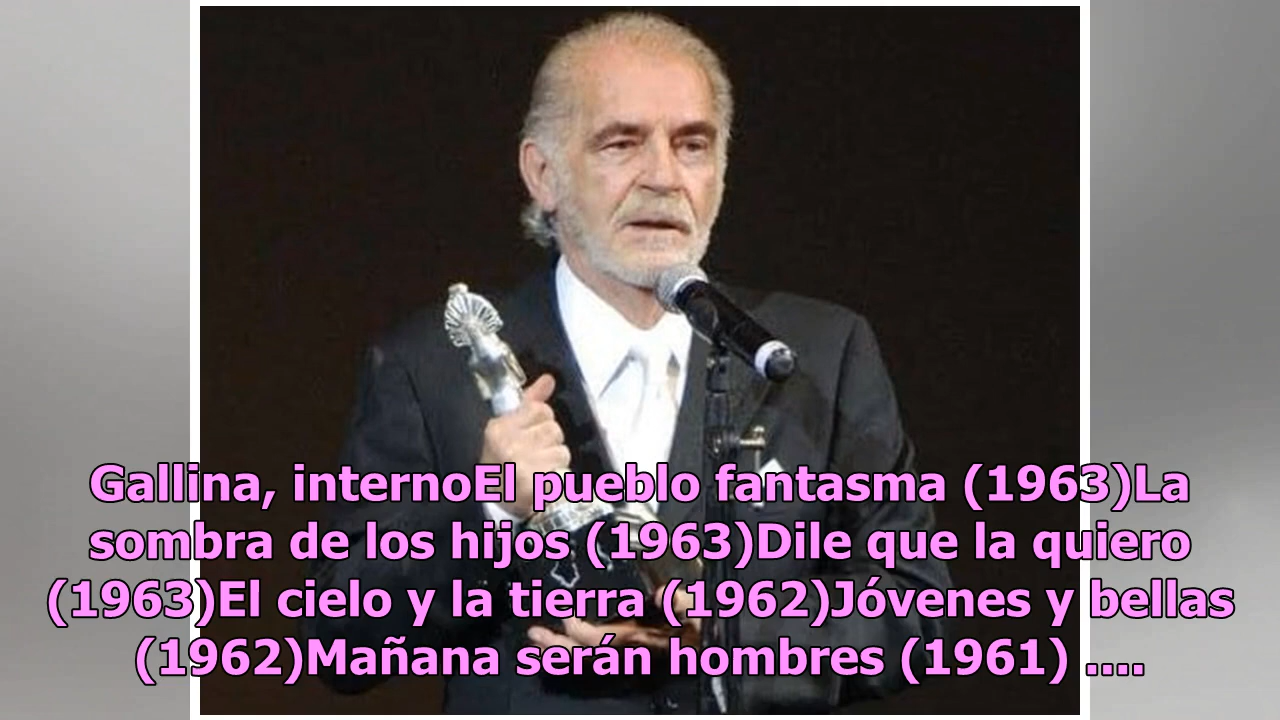 Gallina, internoEl pueblo fantasma (1963)La
sombra de los hijos (1963)Dile que la quiero
(1963)El cielo y la tierra (1962)Jóvenes y bellas
(1962)Mañana serán hombres (1961) ....